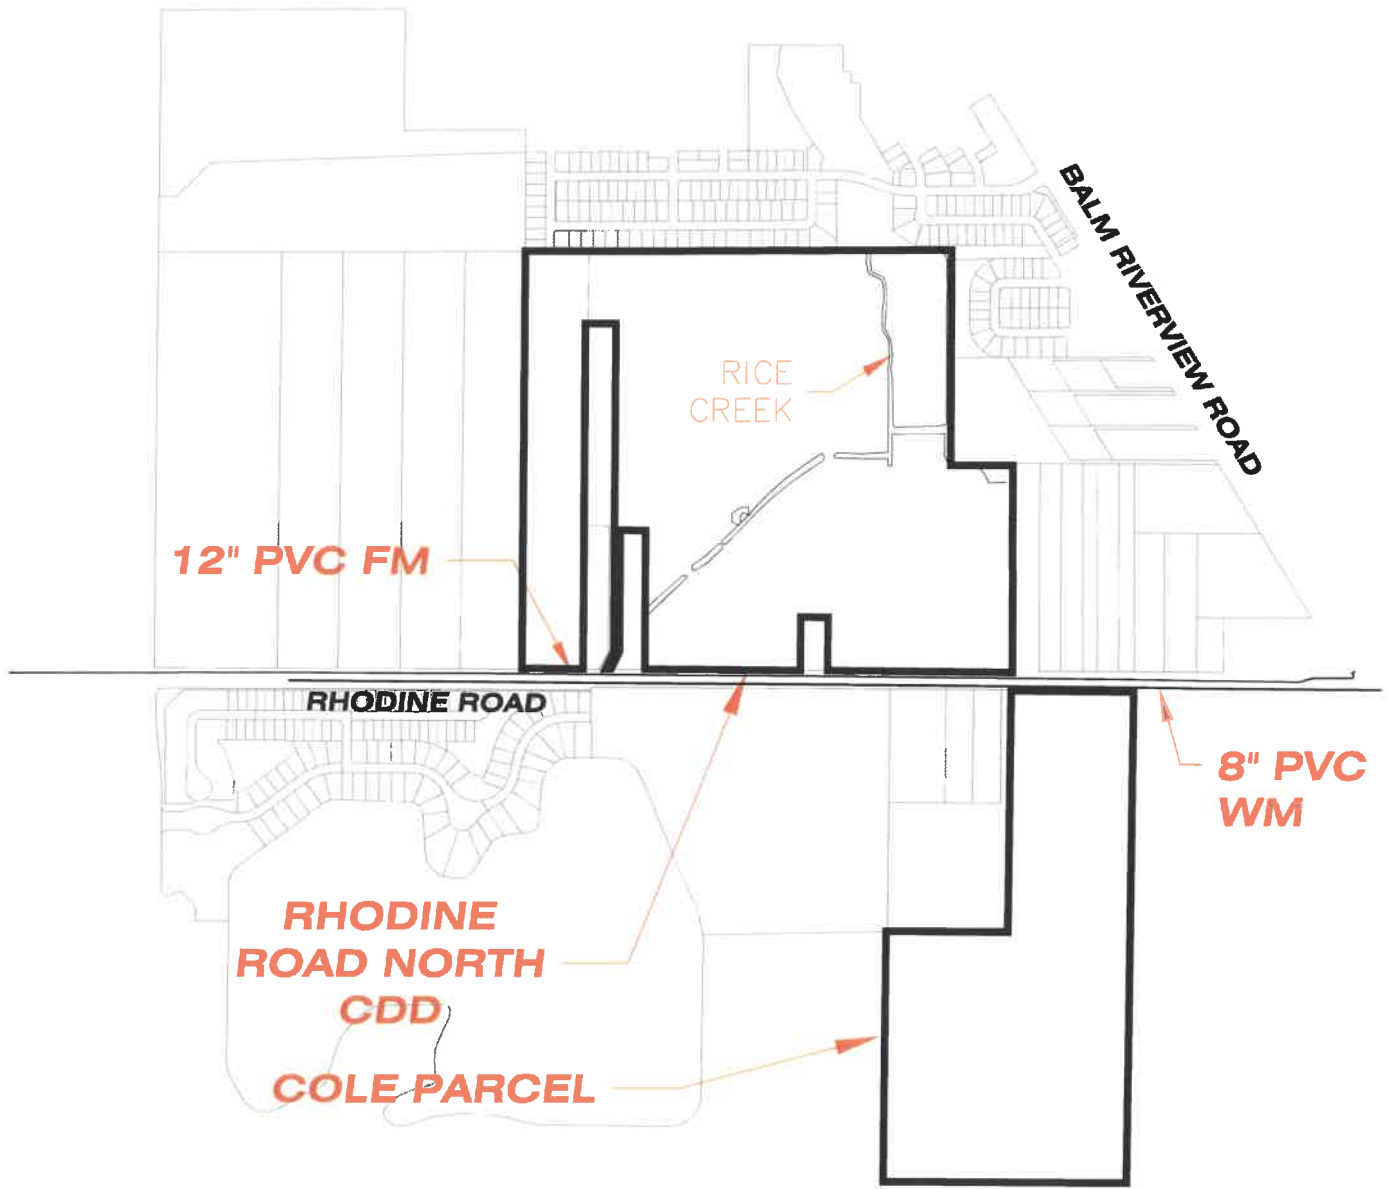 BALM RIVERVIEW ROAD
RICE
CREEK
12" PVC FM
RHODINE ROAD
8" PVC
WM
RHODINE
ROAD NORTH
CDD
COLE PARCEL